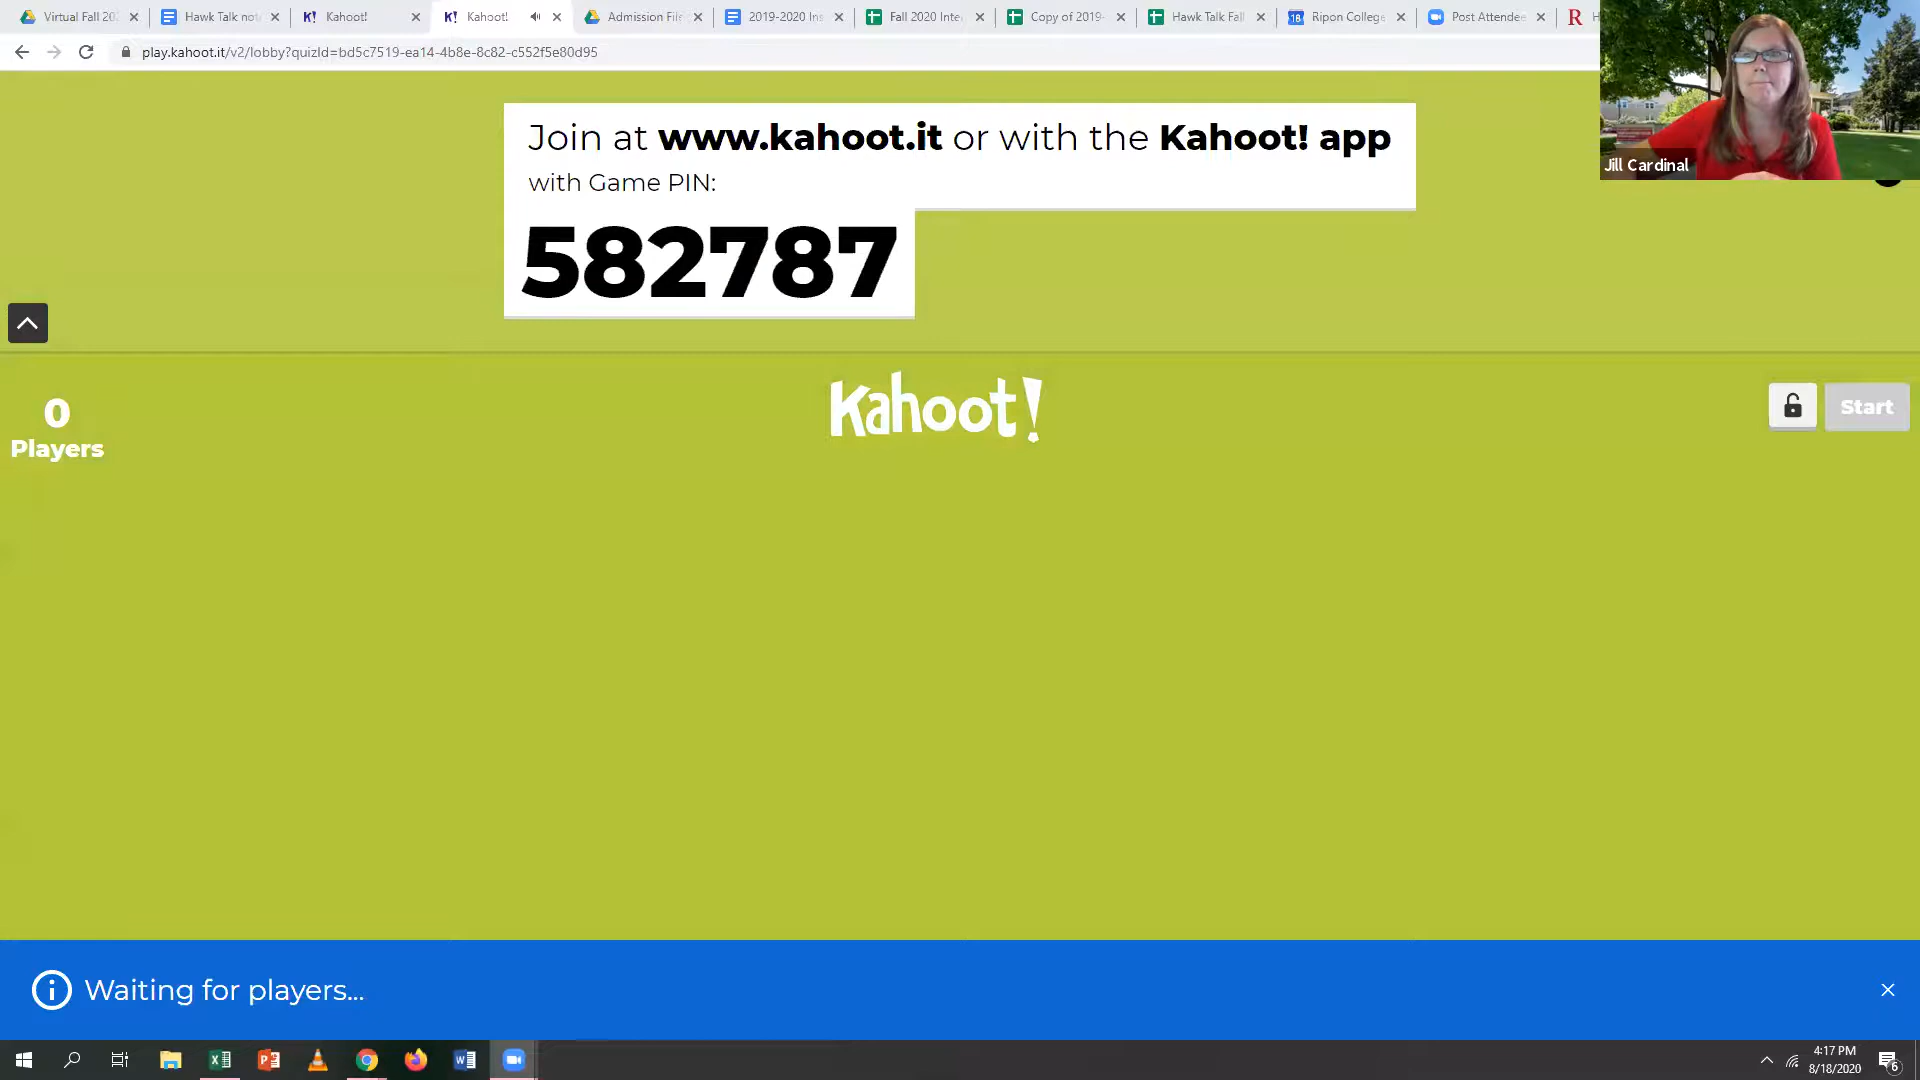 Virtual Fall 202
Hawk Talk not
Kahoot!
Kahoot!
Admission File
2019-2020 Ins
Fall 2020 Inte
Copy of 2019-
Hawk Talk Fall
Ripon College
Post Attendee
play.kahoot.it/v2/lobby?quizId=bd5c7519-ea14-4b8e-8c82-c552f5e80d95
Join at www.kahoot.it or with the Kahoot! app
with Game PIN:
582787
Jill Cardinal
0
Players
Kahoot!
Start
Waiting for players...
4:17 PM
8/18/2020
6